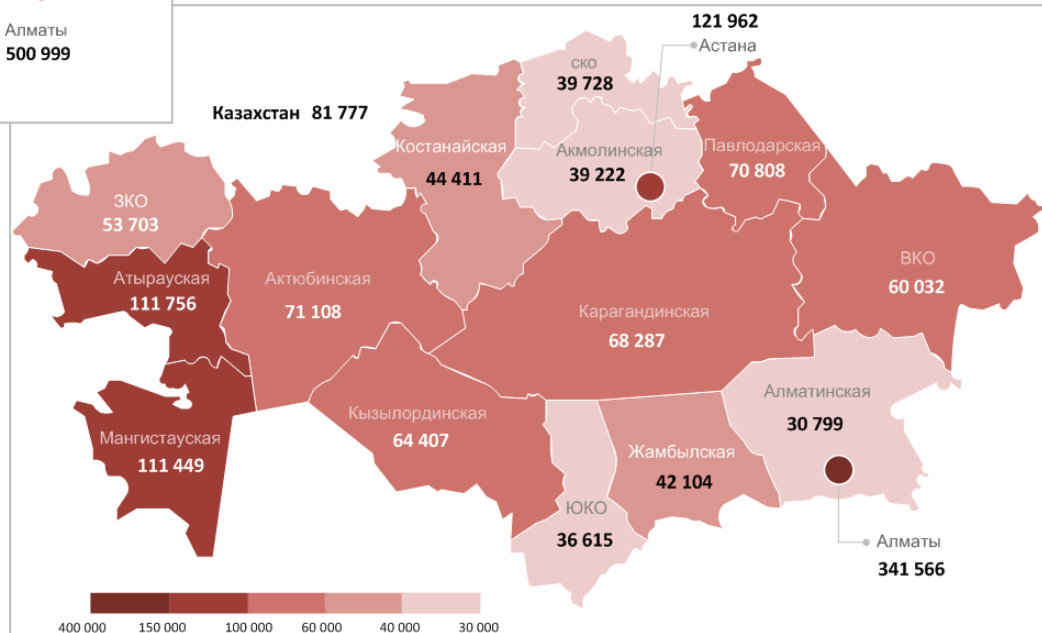 Алматы
500 999
121 962
Астана
ско
39 728
Казахстан 81 777
Костанайская
44 411
Акмолинская
39 222
Павлодарская
70 808
ЗКО
53 703
Атырауская
111 756
Актюбинская
71 108
ВКО
60 032
Карагандинская
68 287
Алматинская
30 799
Мангистауская
111 449
Кызылординская
64 407
Жамбылская
42 104
ЮКО
36 615
Алматы
341 566
400 000 150 000 100 000 60 000 40 000 30 000